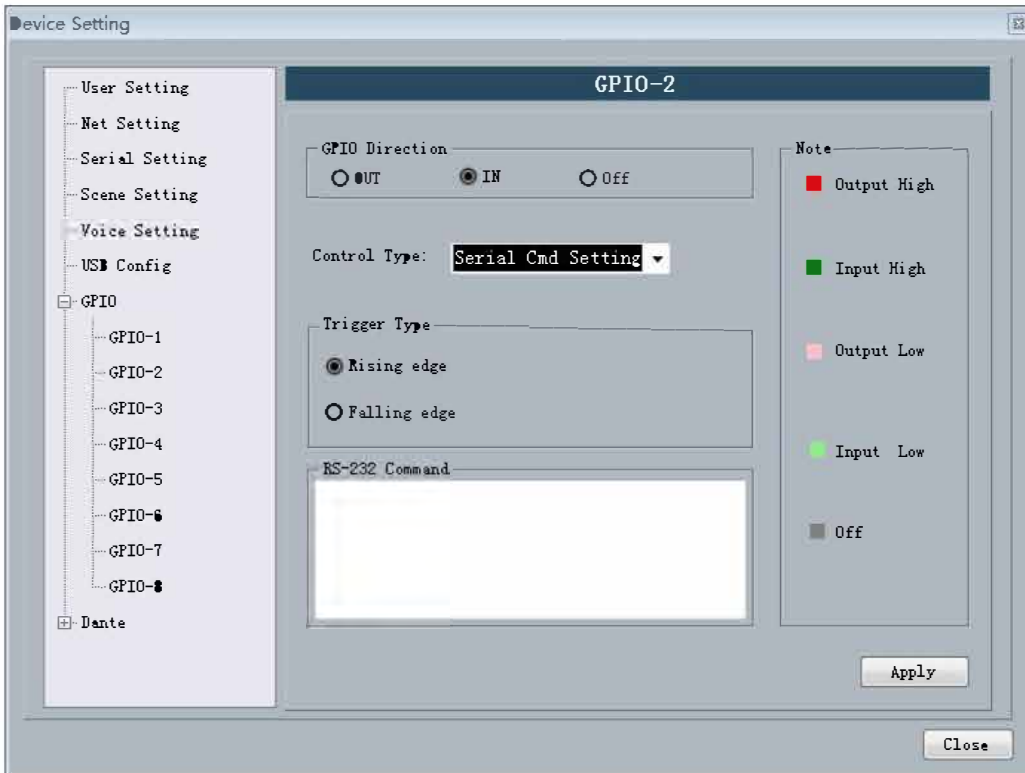 Device Setting
User Setting
Net Setting
Serial Setting
Scene Setting
Voice Setting
USB Config
GPIO
GPIO-1
GPIO-2
GPIO-3
GPIO-4
GPIO-5
GPIO-6
GPIO-7
GPIO-8
Dante
GPIO-2
GPIO Direction
OUT IN Off
Control Type: Serial Cmd Setting
Trigger Type
Rising edge
Falling edge
RS-232 Command
Note
Output High
Input High
Output Low
Input Low
Off
Apply
Close